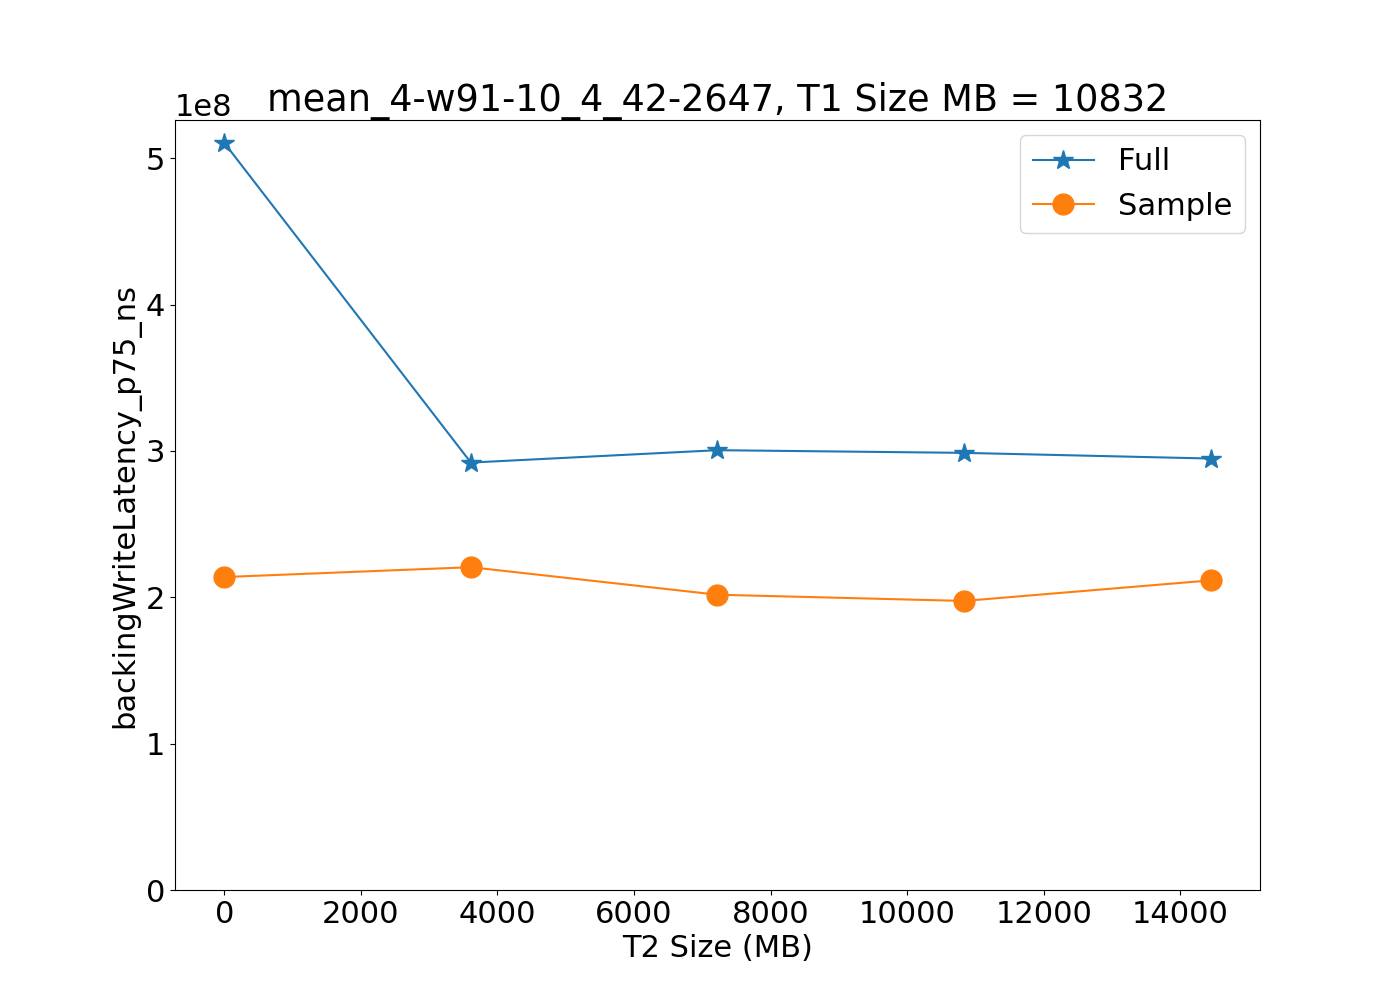 1e8
mean_4-w91-10_4_42-2647, T1 Size MB = 10832
Full
Sample
backingWriteLatency_p75_ns
5
4
3
2
1
0
0 2000 4000 6000 8000 10000 12000 14000
T2 Size (MB)